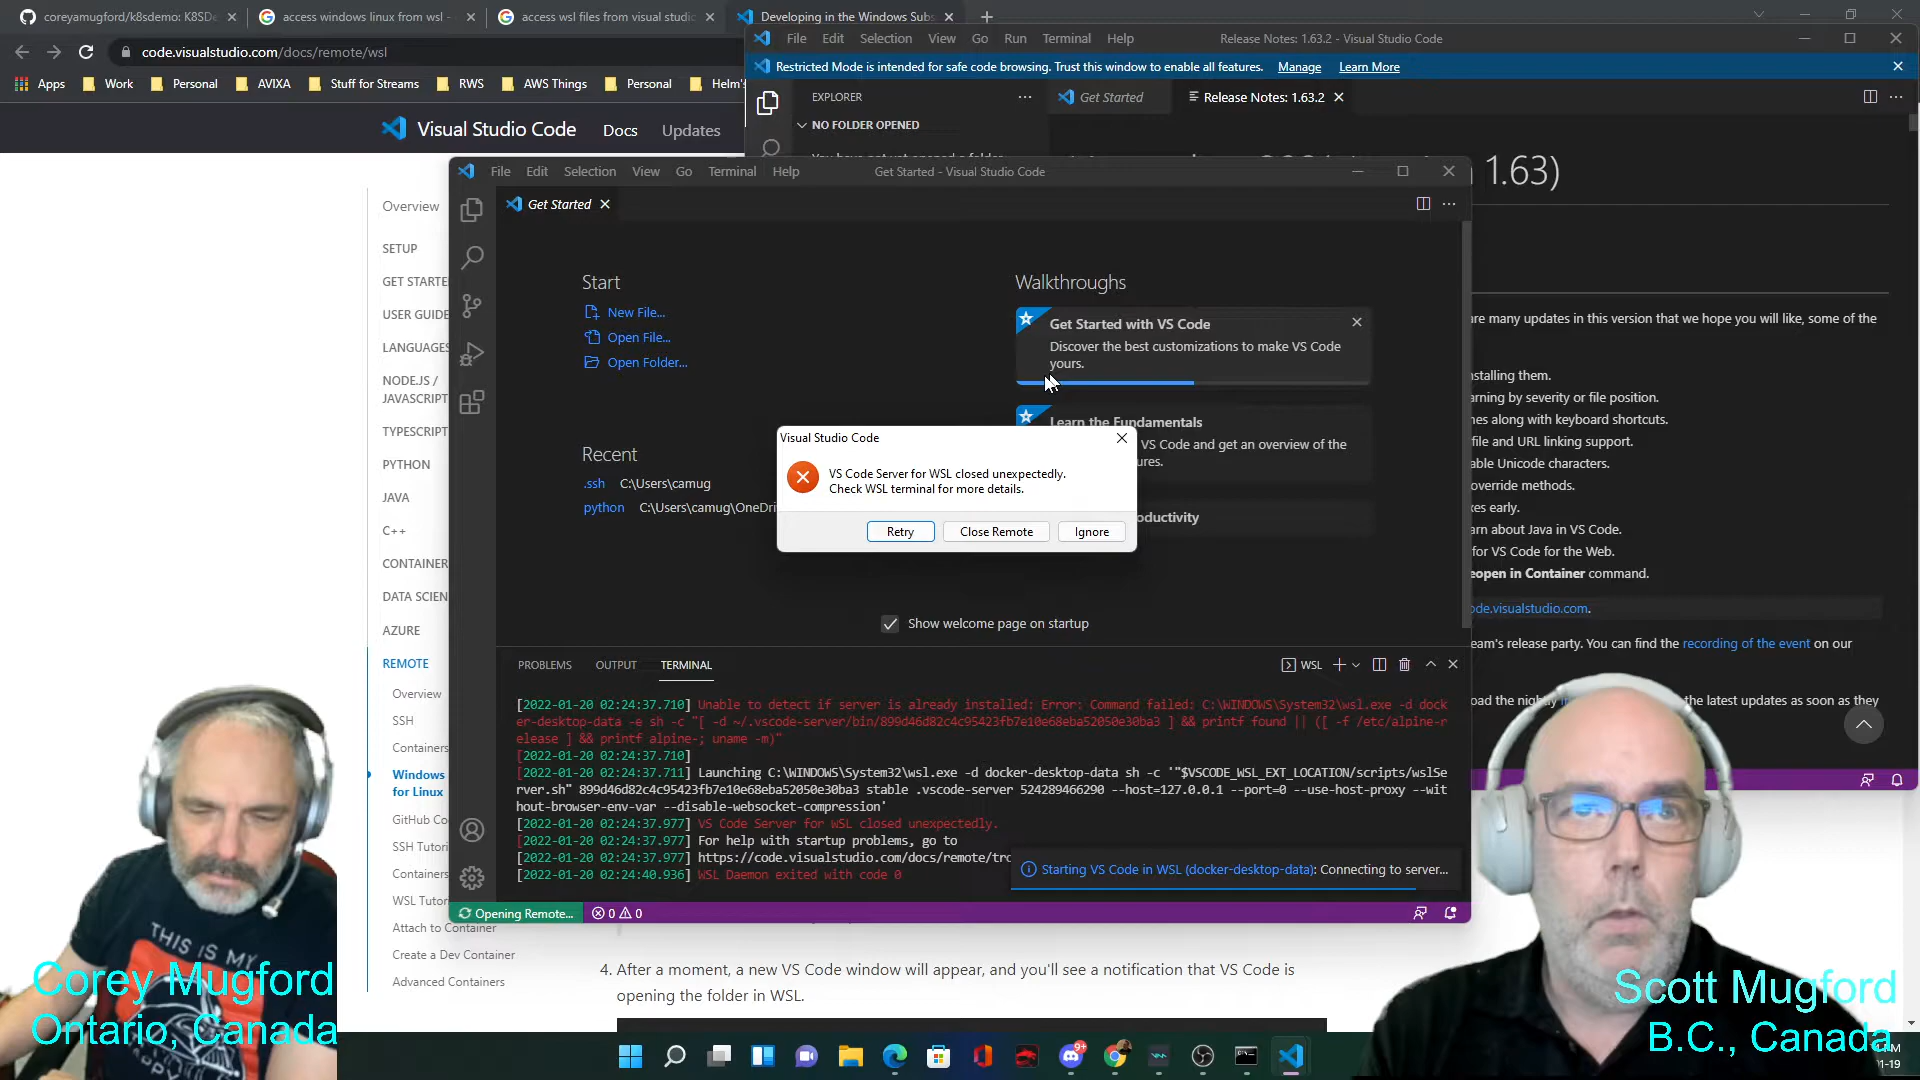 coreyamugford/k8sdemo: K8SDe
access windows linux from wsl -
access wsl files from visual studio
Developing in the Windows Subs
code.visualstudio.com/docs/remote/wsl
File Edit Selection View Go Run Terminal Help
Release Notes: 1.63.2 - Visual Studio Code
Restricted Mode is intended for safe code browsing. Trust this window to enable all features. Manage Learn More
Apps Work Personal AVIXA Stuff for Streams RWS AWS Things Personal Helm's
EXPLORER
Get Started
Release Notes: 1.63.2
NO FOLDER OPENED
Visual Studio Code Docs Updates
1.63)
File Edit Selection View Go Terminal Help
Get Started - Visual Studio Code
Get Started
Overview
SETUP
GET STARTE
USER GUIDE
LANGUAGES
NODE.JS /
JAVASCRIPT
TYPESCRIPT
PYTHON
JAVA
C++
CONTAINER
DATA SCIEN
AZURE
REMOTE
Overview
SSH
Containers
Windows
for Linux
GitHub Co
SSH Tutori
Containers
WSL Tutor
Attach to Container
Create a Dev Container
Advanced Containers
Start
New File...
Open File...
Open Folder...
Recent
.ssh C:\Users\camug
python C:\Users\camug\OneDri
Walkthroughs
Get Started with VS Code
Discover the best customizations to make VS Code
yours.
Learn the Fundamentals
VS Code and get an overview of the
ures.
oductivity
Visual Studio Code
VS Code Server for WSL closed unexpectedly.
Check WSL terminal for more details.
Retry Close Remote Ignore
Show welcome page on startup
PROBLEMS OUTPUT TERMINAL
WSL
[2022-01-20 02:24:37.710] Unable to detect if server is already installed: Error: Command failed: C:\WINDOWS\System32\wsl.exe -d dock
er-desktop-data -e sh -c "[ -d ~/.vscode-server/bin/899d46d82c4c95423fb7e10e68eba52050e30ba3 ] && printf found || ([ -f /etc/alpine-r
elease ] && printf alpine-; uname -m)"
[2022-01-20 02:24:37.710]
[2022-01-20 02:24:37.711] Launching C:\WINDOWS\System32\wsl.exe -d docker-desktop-data sh -c '"$VSCODE_WSL_EXT_LOCATION/scripts/wslSe
rver.sh" 899d46d82c4c95423fb7e10e68eba52050e30ba3 stable .vscode-server 524289466290 --host=127.0.0.1 --port=0 --use-host-proxy --wit
hout-browser-env-var --disable-websocket-compression'
[2022-01-20 02:24:37.977] VS Code Server for WSL closed unexpectedly.
[2022-01-20 02:24:37.977] For help with startup problems, go to
[2022-01-20 02:24:37.977] https://code.visualstudio.com/docs/remote/tro
[2022-01-20 02:24:40.936] WSL Daemon exited with code 0
Starting VS Code in WSL (docker-desktop-data): Connecting to server...
Opening Remote...
0 0
are many updates in this version that we hope you will like, some of the
nstalling them.
arning by severity or file position.
nes along with keyboard shortcuts.
file and URL linking support.
able Unicode characters.
override methods.
kes early.
arn about Java in VS Code.
for VS Code for the Web.
eopen in Container command.
ode.visualstudio.com.
eam's release party. You can find the recording of the event on our
oad the nightly
the latest updates as soon as they
4. After a moment, a new VS Code window will appear, and you'll see a notification that VS Code is
opening the folder in WSL.
THIS IS MY
Corey Mugford
Ontario, Canada
Scott Mugford
B.C., Canada
9+
01-19